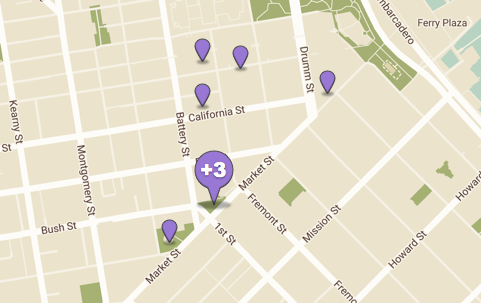 Embarcadero
Ferry Plaza
Drumm St
Kearny St
California St
Battery St
St
Montgomery St
+3
Market St
Fremont St
Mission St
Howard
Bush St
1st St
Howard St
Market St
Fremo